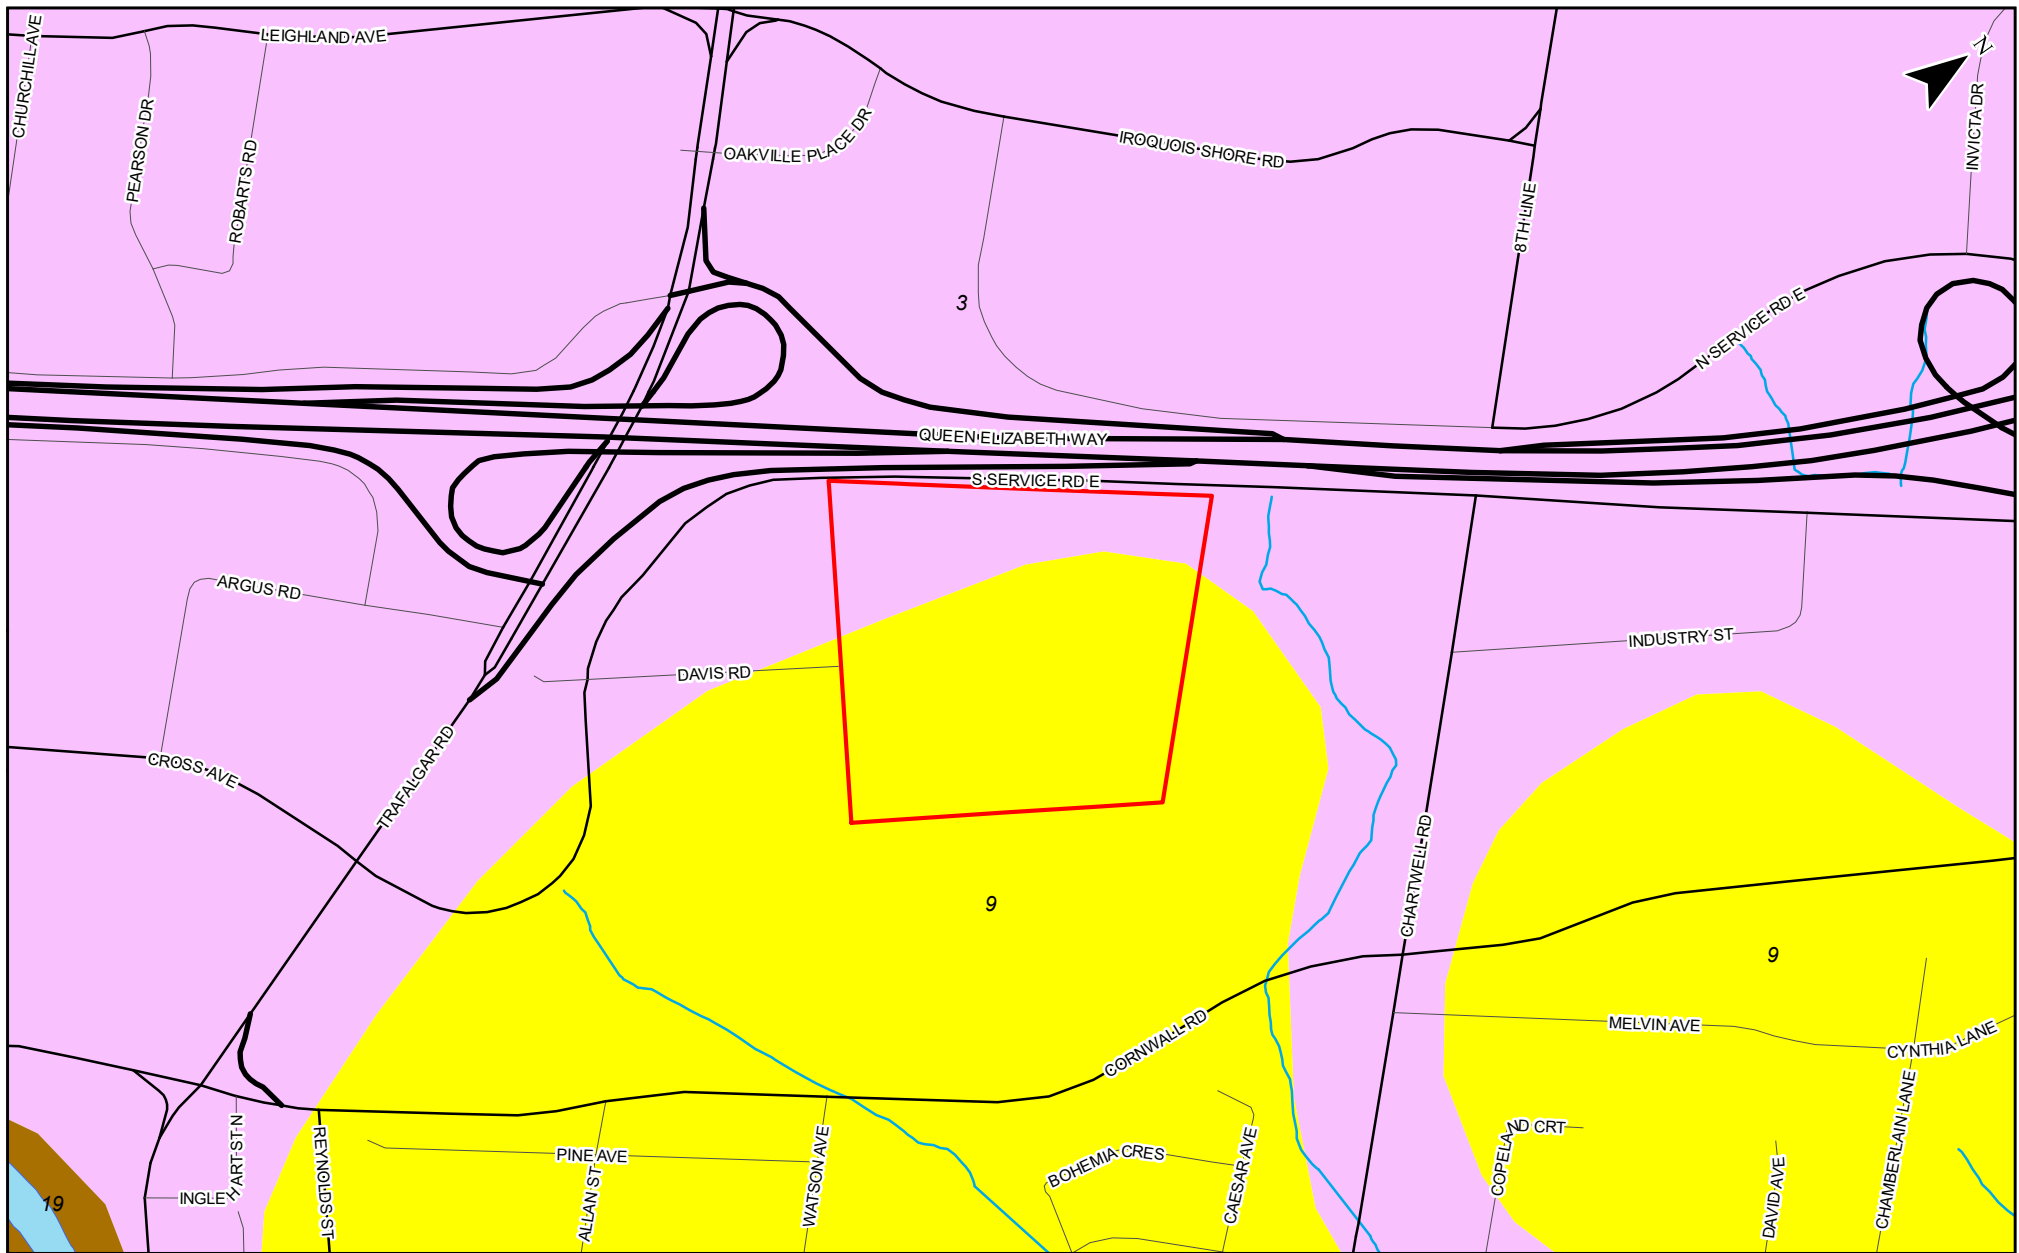 CHURCHILL AVE
LEIGHLAND AVE
PEARSON DR
ROBARTS RD
OAKVILLE PLACE DR
IROQUOIS SHORE RD
8TH LINE
INVICTA DR
N
3
N SERVICE RD E
QUEEN ELIZABETH WAY
S SERVICE RD E
ARGUS RD
DAVIS RD
INDUSTRY ST
CROSS AVE
TRAFALGAR RD
CHARTWELL RD
9
9
CORNWALL RD
MELVIN AVE
CYNTHIA LANE
CHAMBERLAIN LANE
HART ST N
REYNOLDS ST
PINE AVE
ALLAN ST
WATSON AVE
BOHEMIA CRES
CAESAR AVE
COPELAND CRT
DAVID AVE
INGLE
19